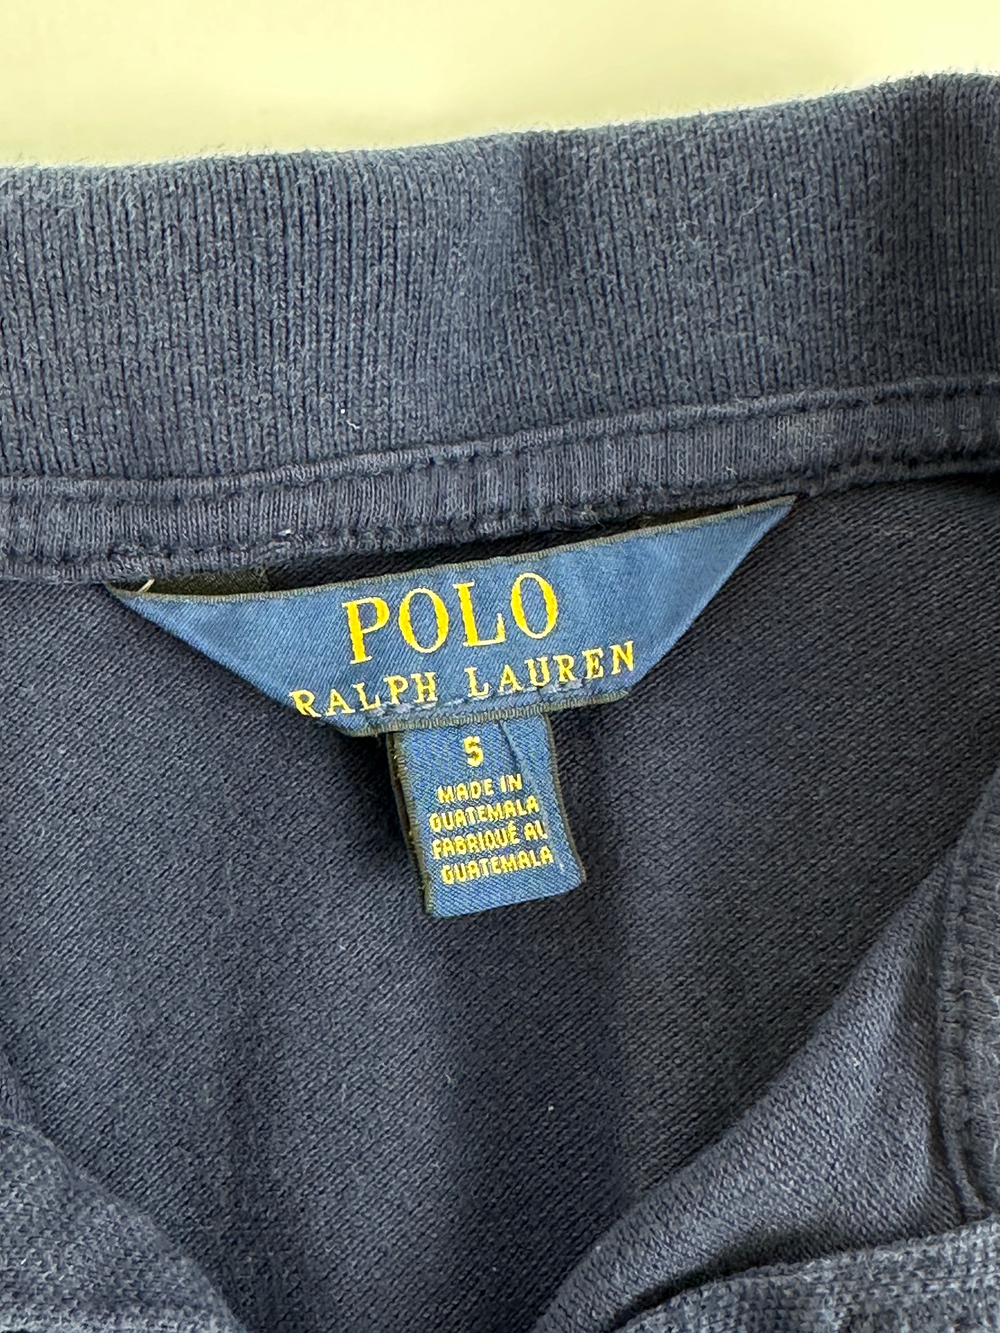 POLO
RALPH LAUREN
5
MADE IN
GUATEMALA
FABRIQUÉ AU
GUATEMALA